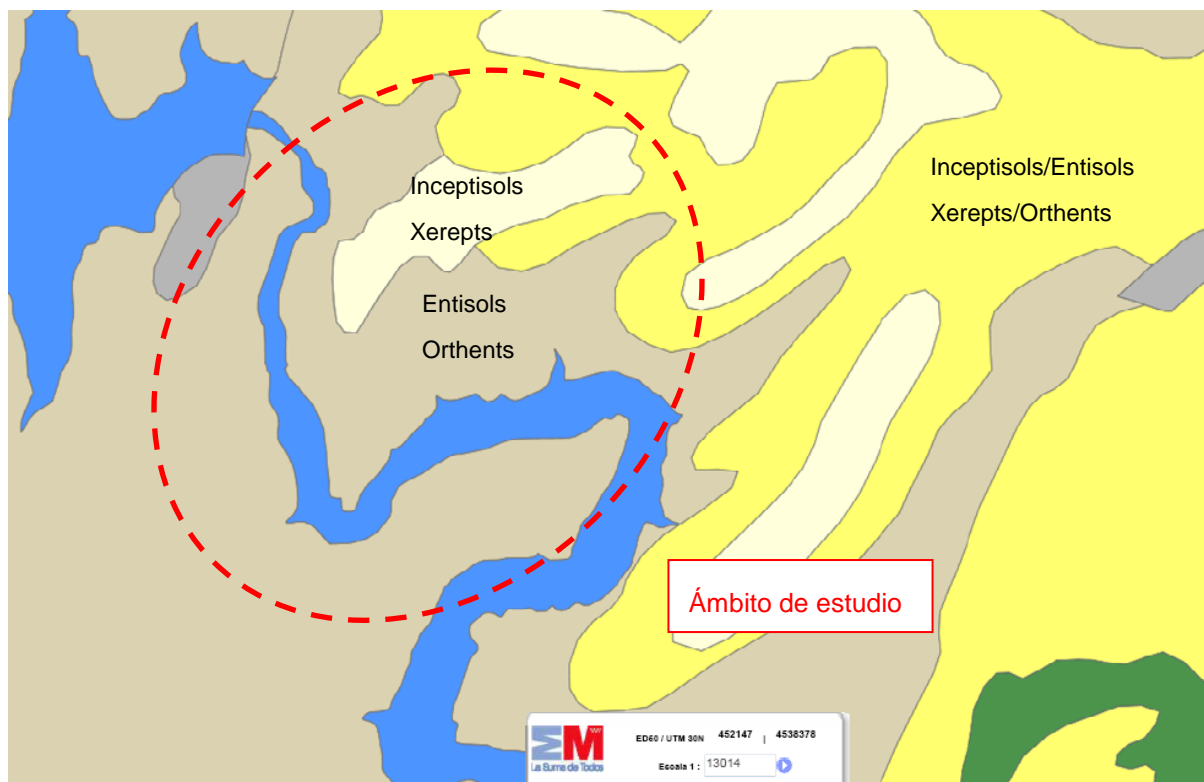 Inceptisols
Xerepts
Inceptisols/Entisols
Xerepts/Orthents
Entisols
Orthents
Ámbito de estudio
La Suma de Todos
ED50 / UTM 30N 452147 | 4538378
Escala 1 : 13014